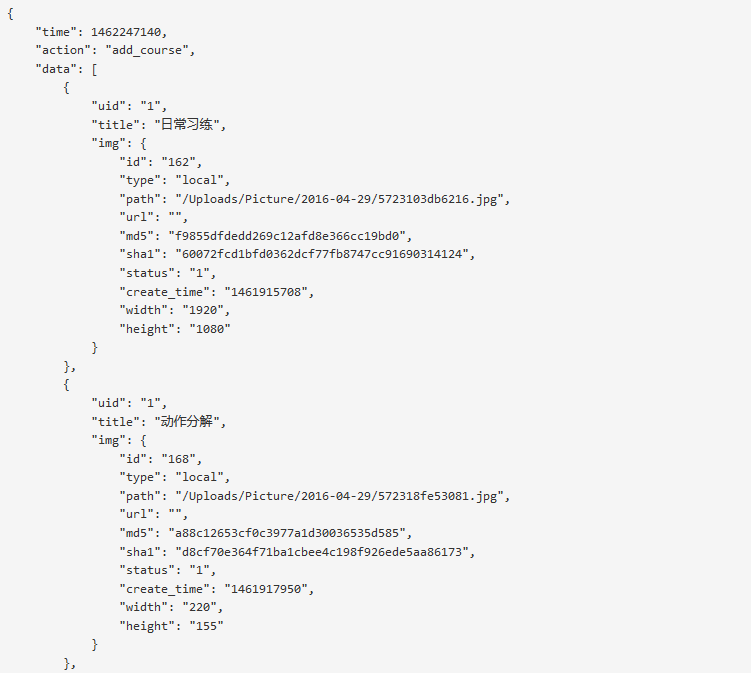 {
    "time": 1462247140,
    "action": "add_course",
    "data": [
        {
            "uid": "1",
            "title": "日常习练",
            "img": {
                "id": "162",
                "type": "local",
                "path": "/Uploads/Picture/2016-04-29/5723103db6216.jpg",
                "url": "",
                "md5": "f9855dfdedd269c12afd8e366cc19bd0",
                "sha1": "60072fcd1bfd0362dcf77fb8747cc91690314124",
                "status": "1",
                "create_time": "1461915708",
                "width": "1920",
                "height": "1080"
            }
        },
        {
            "uid": "1",
            "title": "动作分解",
            "img": {
                "id": "168",
                "type": "local",
                "path": "/Uploads/Picture/2016-04-29/572318fe53081.jpg",
                "url": "",
                "md5": "a88c12653cf0c3977a1d30036535d585",
                "sha1": "d8cf70e364f71ba1cbee4c198f926ede5aa86173",
                "status": "1",
                "create_time": "1461917950",
                "width": "220",
                "height": "155"
            }
        },